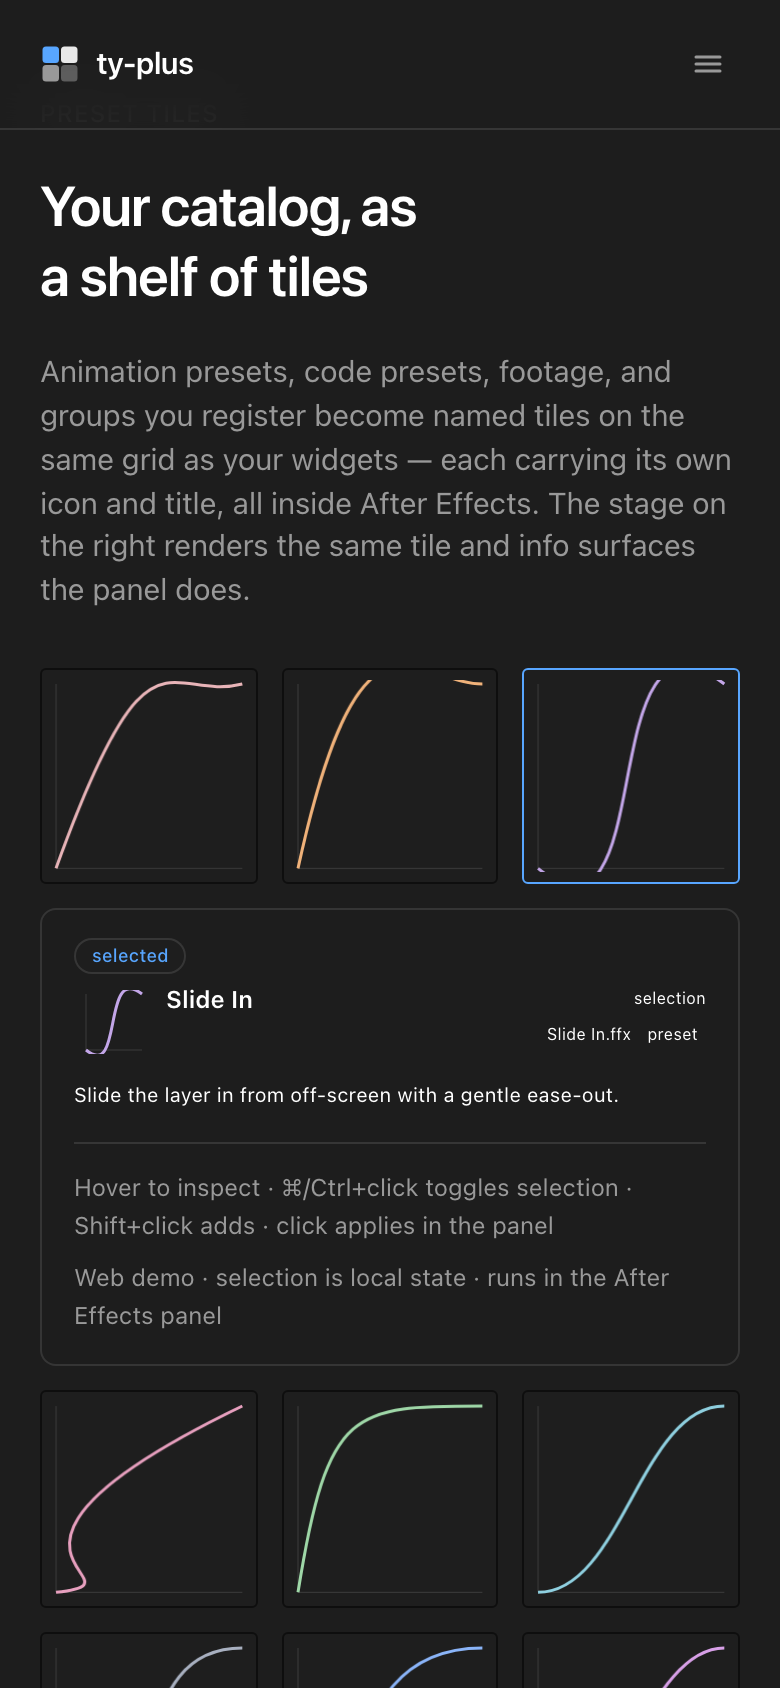 ty-plus
PRESET TILES
Your catalog, as
a shelf of tiles
Animation presets, code presets, footage, and
groups you register become named tiles on the
same grid as your widgets — each carrying its own
icon and title, all inside After Effects. The stage on
the right renders the same tile and info surfaces
the panel does.
selected
Slide In
selection
Slide In.ffx preset
Slide the layer in from off-screen with a gentle ease-out.
Hover to inspect · ⌘/Ctrl+click toggles selection ·
Shift+click adds · click applies in the panel
Web demo · selection is local state · runs in the After
Effects panel